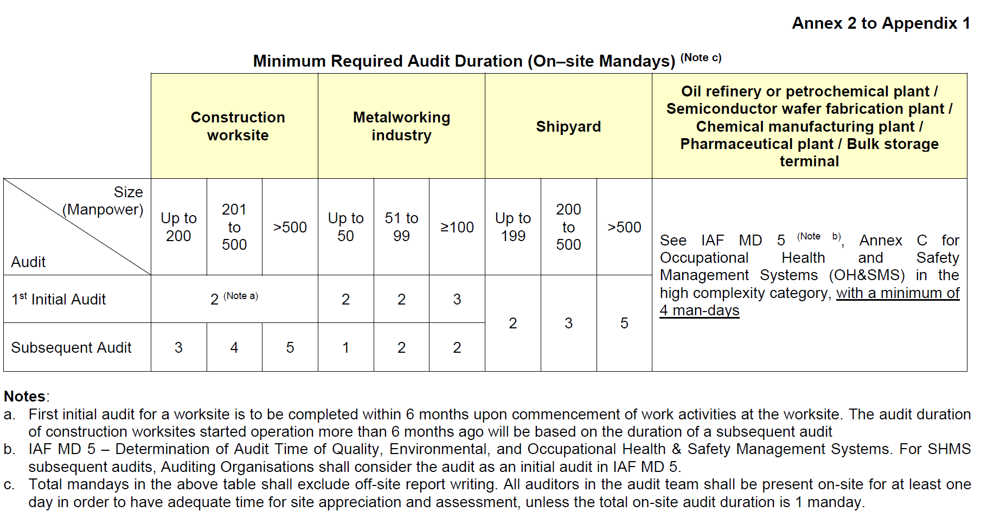 Annex 2 to Appendix 1
Minimum Required Audit Duration (On–site Mandays) (Note c)
Construction
worksite
Metalworking
industry
Shipyard
Oil refinery or petrochemical plant /
Semiconductor wafer fabrication plant /
Chemical manufacturing plant /
Pharmaceutical plant / Bulk storage
terminal
Size
(Manpower)
Audit
Up to
200
201
to
500
>500
Up to
50
51 to
99
≥100
Up to
199
200
to
500
>500
See IAF MD 5 (Note b), Annex C for
Occupational Health and Safety
Management Systems (OH&SMS) in the
high complexity category, with a minimum of
4 man-days
1st Initial Audit
2 (Note a)
2
2
3
2
3
5
Subsequent Audit
3
4
5
1
2
2
Notes:
a. First initial audit for a worksite is to be completed within 6 months upon commencement of work activities at the worksite. The audit duration
of construction worksites started operation more than 6 months ago will be based on the duration of a subsequent audit
b. IAF MD 5 – Determination of Audit Time of Quality, Environmental, and Occupational Health & Safety Management Systems. For SHMS
subsequent audits, Auditing Organisations shall consider the audit as an initial audit in IAF MD 5.
c. Total mandays in the above table shall exclude off-site report writing. All auditors in the audit team shall be present on-site for at least one
day in order to have adequate time for site appreciation and assessment, unless the total on-site audit duration is 1 manday.